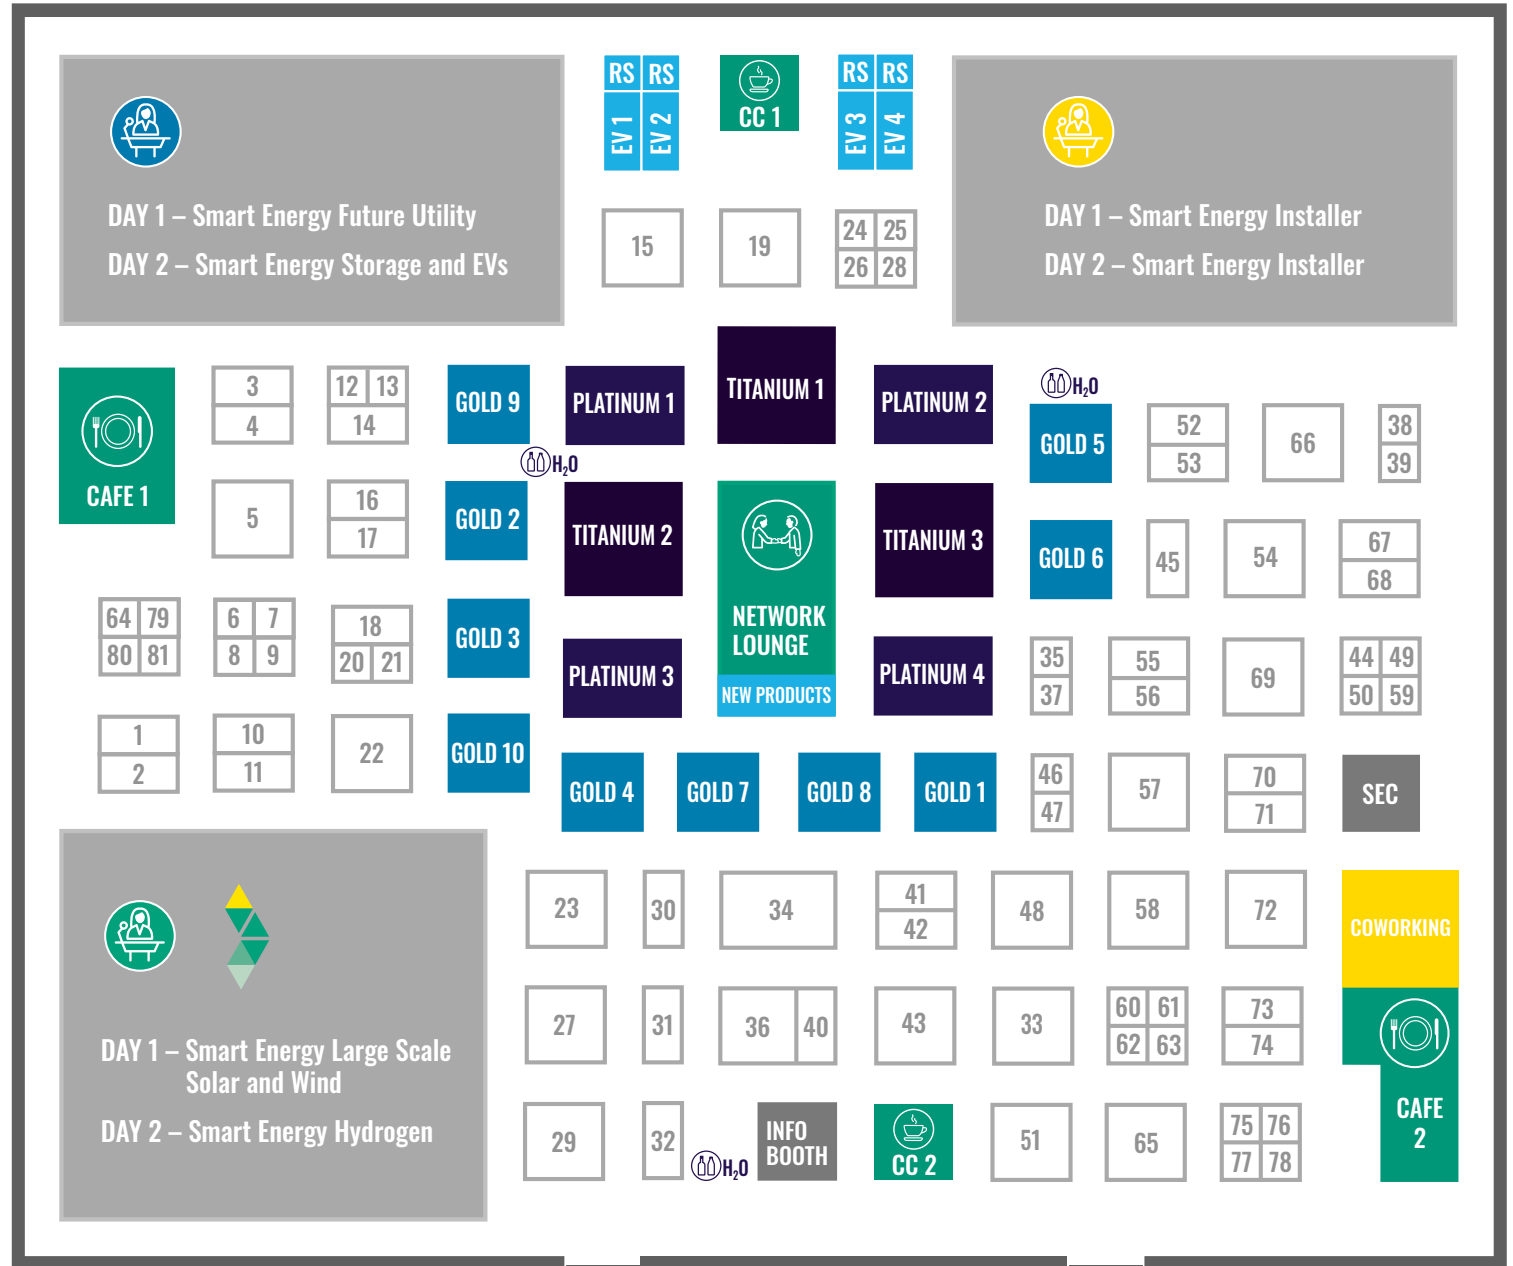 RS RS
EV 1
EV 2
CC 1
RS RS
EV 3
EV 4
DAY 1 – Smart Energy Future Utility
DAY 2 – Smart Energy Storage and EVs
DAY 1 – Smart Energy Installer
DAY 2 – Smart Energy Installer
15
19
24 25
26 28
CAFE 1
3
4
12 13
14
GOLD 9
PLATINUM 1
TITANIUM 1
PLATINUM 2
H₂O
GOLD 5
52
53
66
38
39
H₂O
5
16
17
GOLD 2
TITANIUM 2
NETWORK
LOUNGE
NEW PRODUCTS
TITANIUM 3
GOLD 6
45
54
67
68
64 79
80 81
6 7
8 9
18
20 21
GOLD 3
PLATINUM 3
PLATINUM 4
35
37
55
56
69
44 49
50 59
1
2
10
11
22
GOLD 10
GOLD 4
GOLD 7
GOLD 8
GOLD 1
46
47
57
70
71
SEC
23
30
34
41
42
48
58
72
COWORKING
DAY 1 – Smart Energy Large Scale
Solar and Wind
DAY 2 – Smart Energy Hydrogen
27
31
36 40
43
33
60 61
62 63
73
74
CAFE
2
29
32
H₂O
INFO
BOOTH
CC 2
51
65
75 76
77 78